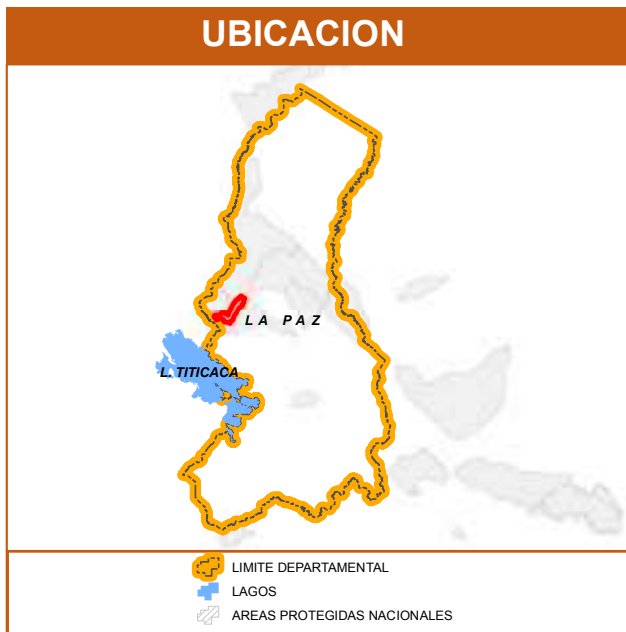 UBICACION
LA PAZ
L. TITICACA
LIMITE DEPARTAMENTAL
LAGOS
AREAS PROTEGIDAS NACIONALES